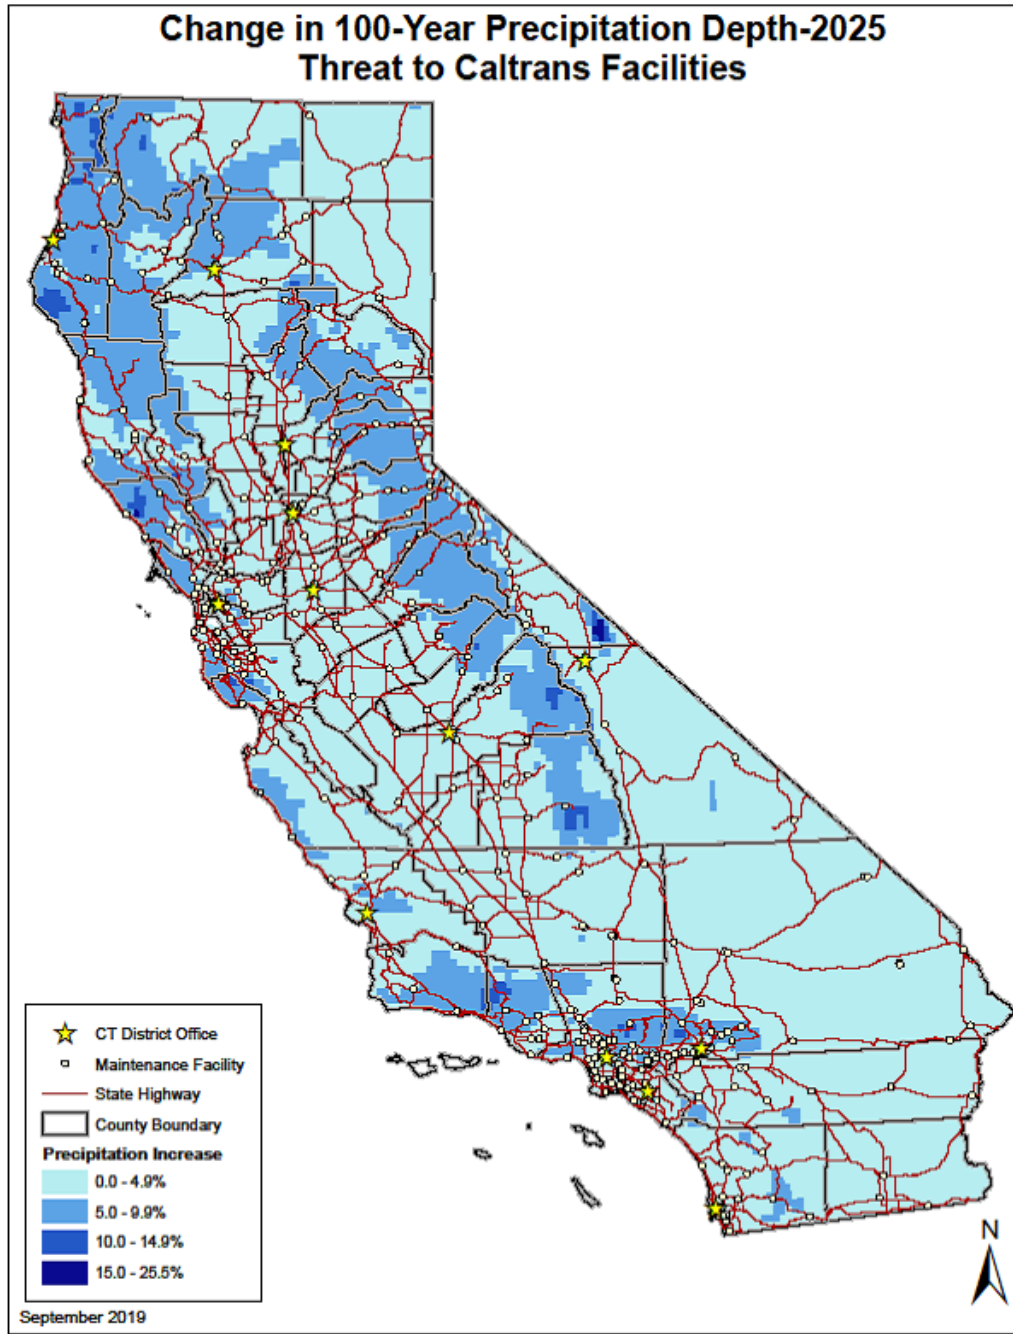 Change in 100-Year Precipitation Depth-2025
Threat to Caltrans Facilities
CT District Office
Maintenance Facility
State Highway
County Boundary
Precipitation Increase
0.0 - 4.9%
5.0 - 9.9%
10.0 - 14.9%
15.0 - 25.5%
N
September 2019